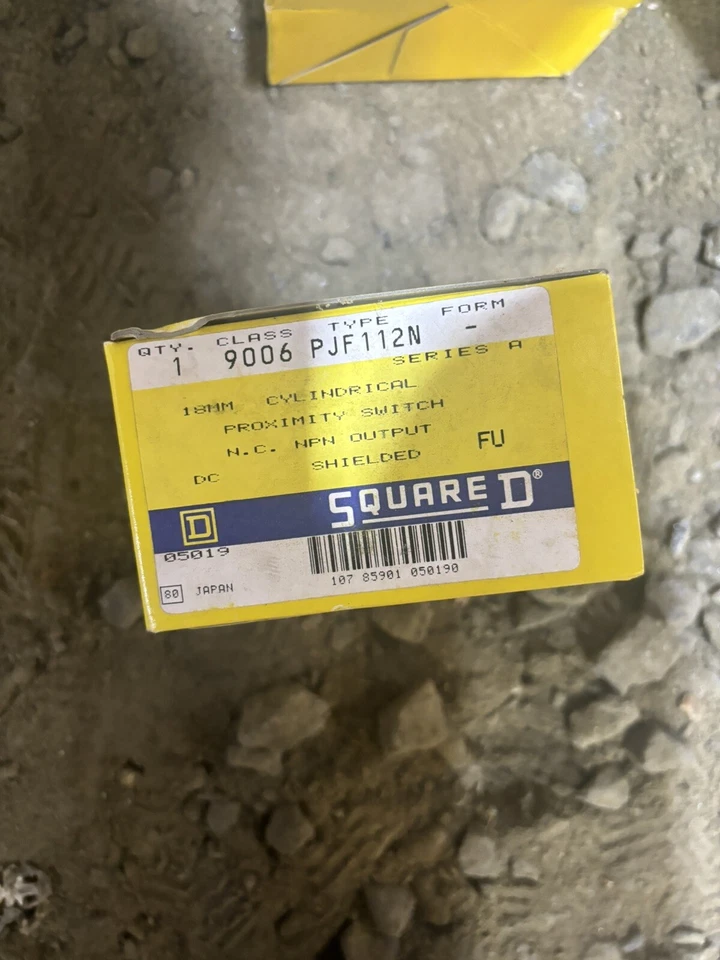 QTY. CLASS TYPE FORM
1 9006 PJF112N -
SERIES A
18MM CYLINDRICAL
PROXIMITY SWITCH
N.C. NPN OUTPUT
DC SHIELDED FU
D SQUARE D®
05019
107 85901 050190
80 JAPAN